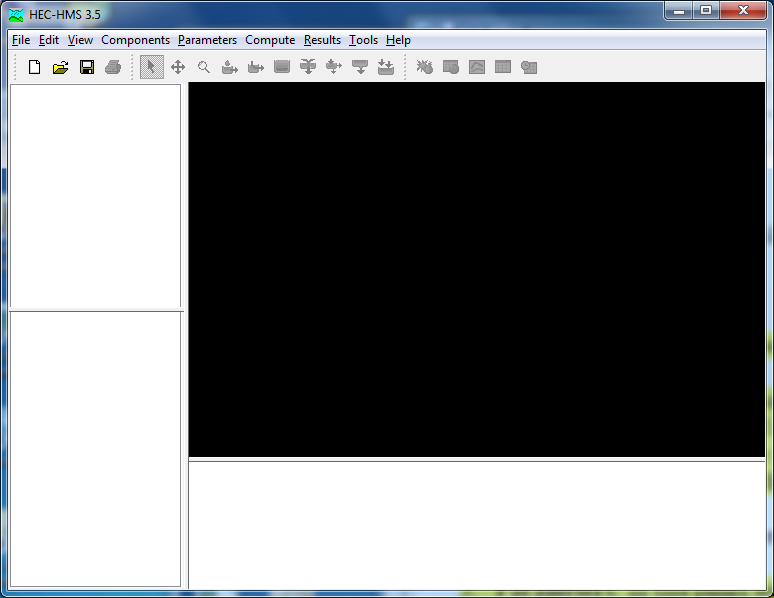 HEC-HMS 3.5
File Edit View Components Parameters Compute Results Tools Help